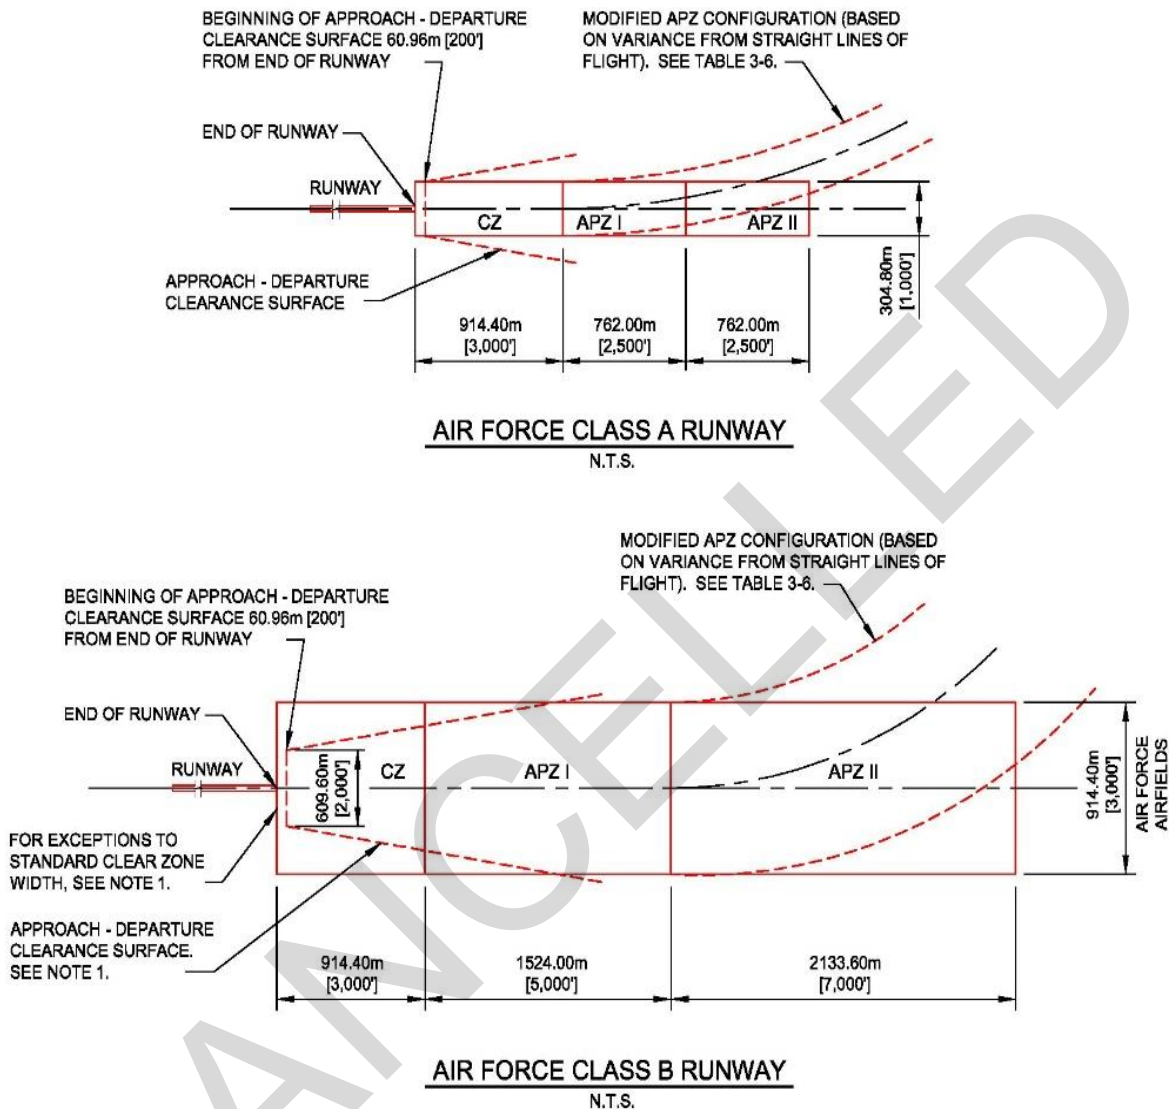 BEGINNING OF APPROACH - DEPARTURE
CLEARANCE SURFACE 60.96m [200']
FROM END OF RUNWAY
MODIFIED APZ CONFIGURATION (BASED
ON VARIANCE FROM STRAIGHT LINES OF
FLIGHT). SEE TABLE 3-6.
END OF RUNWAY
RUNWAY
CZ
APZ I
APZ II
APPROACH - DEPARTURE
CLEARANCE SURFACE
304.80m
[1,000']
914.40m
[3,000']
762.00m
[2,500']
762.00m
[2,500']
AIR FORCE CLASS A RUNWAY
N.T.S.
MODIFIED APZ CONFIGURATION (BASED
ON VARIANCE FROM STRAIGHT LINES OF
FLIGHT). SEE TABLE 3-6.
BEGINNING OF APPROACH - DEPARTURE
CLEARANCE SURFACE 60.96m [200']
FROM END OF RUNWAY
END OF RUNWAY
RUNWAY
609.60m
[2,000']
CZ
APZ I
APZ II
914.40m
[3,000']
AIR FORCE
AIRFIELDS
FOR EXCEPTIONS TO
STANDARD CLEAR ZONE
WIDTH, SEE NOTE 1.
APPROACH - DEPARTURE
CLEARANCE SURFACE.
SEE NOTE 1.
914.40m
[3,000']
1524.00m
[5,000']
2133.60m
[7,000']
AIR FORCE CLASS B RUNWAY
N.T.S.
CANCELLED